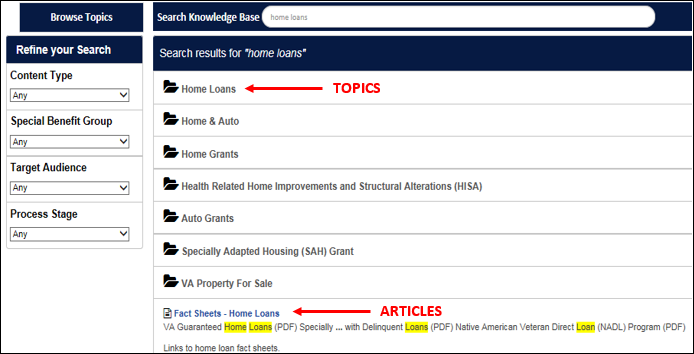 Browse Topics
Search Knowledge Base
home loans
Refine your Search
Content Type
Any
Special Benefit Group
Any
Target Audience
Any
Process Stage
Any
Search results for "home loans"
Home Loans
TOPICS
Home & Auto
Home Grants
Health Related Home Improvements and Structural Alterations (HISA)
Auto Grants
Specially Adapted Housing (SAH) Grant
VA Property For Sale
Fact Sheets - Home Loans
ARTICLES
VA Guaranteed Home Loans (PDF) Specially ... with Delinquent Loans (PDF) Native American Veteran Direct Loan (NADL) Program (PDF)
Links to home loan fact sheets.